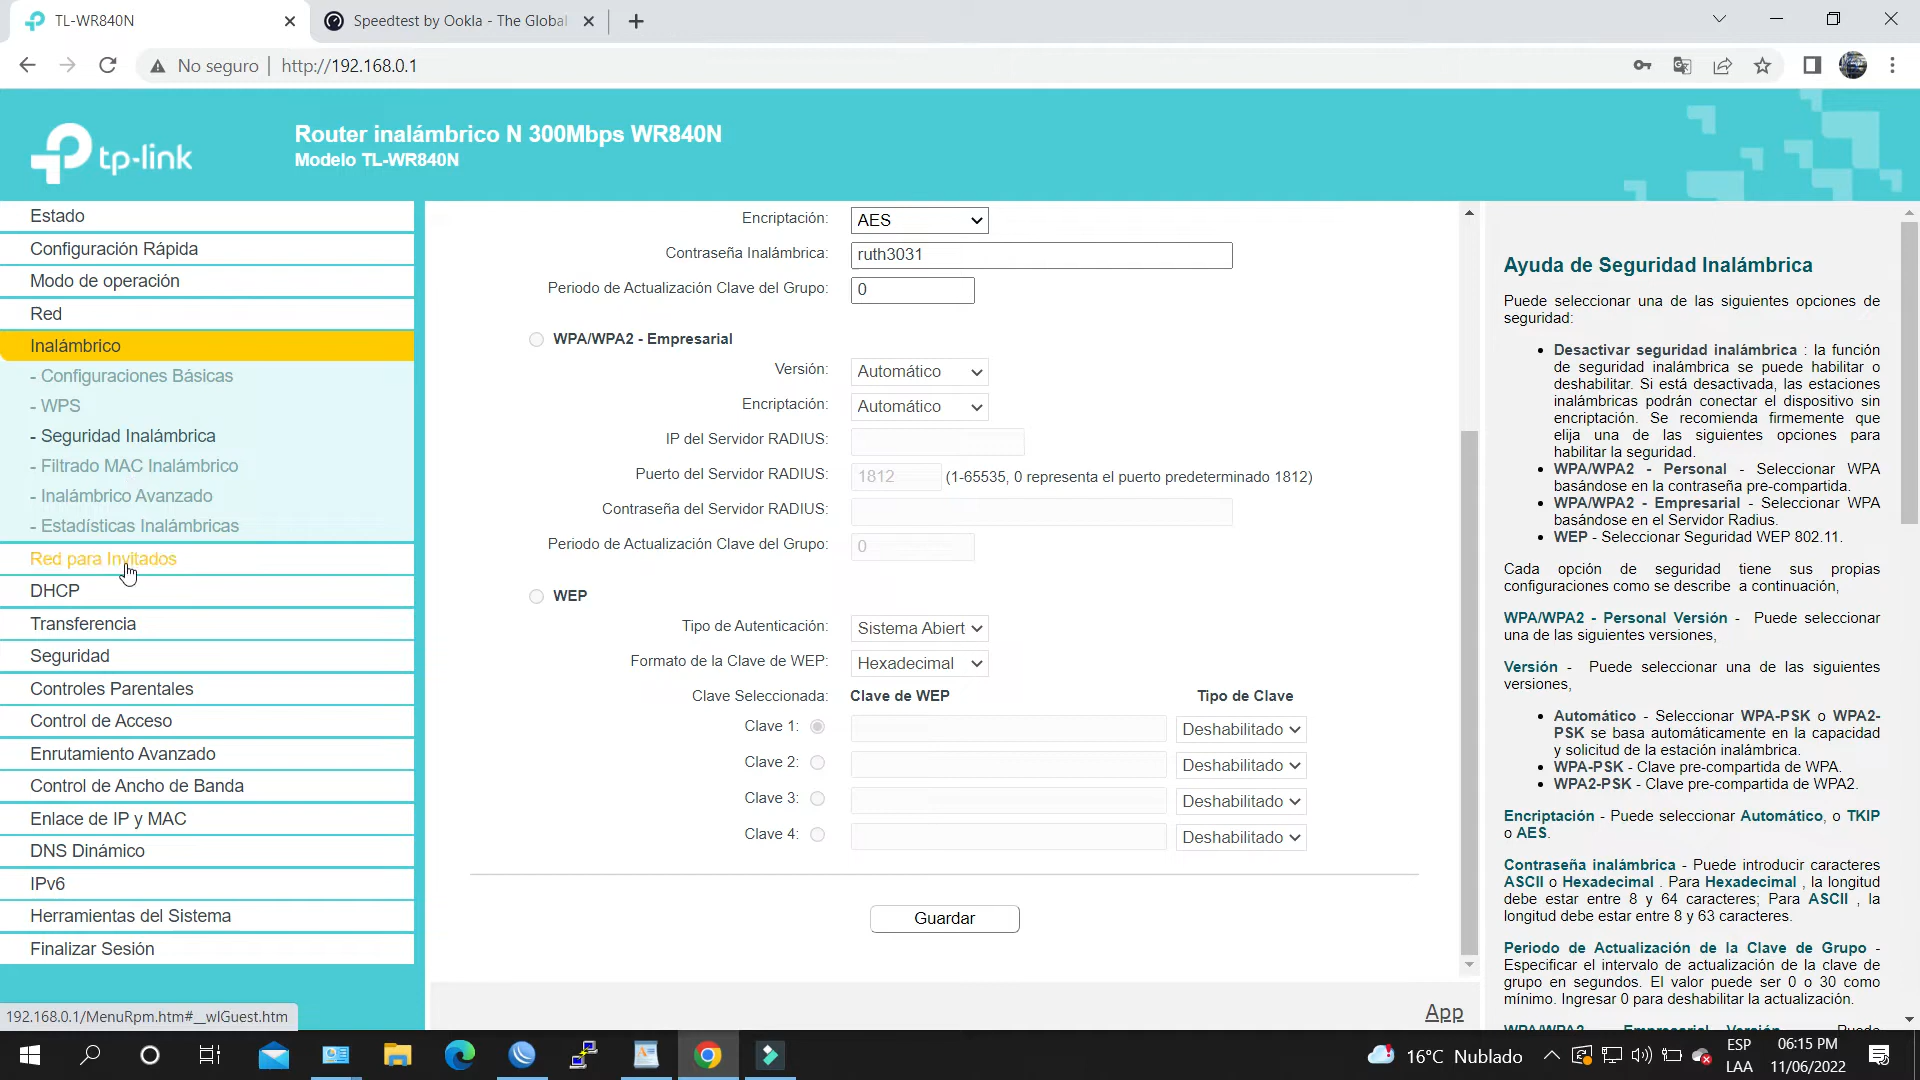 TL-WR840N
Speedtest by Ookla - The Global
No seguro
http://192.168.0.1
tp-link
Router inalámbrico N 300Mbps WR840N
Modelo TL-WR840N
Estado
Configuración Rápida
Modo de operación
Red
Inalámbrico
- Configuraciones Básicas
- WPS
- Seguridad Inalámbrica
- Filtrado MAC Inalámbrico
- Inalámbrico Avanzado
- Estadísticas Inalámbricas
Red para Invitados
DHCP
Transferencia
Seguridad
Controles Parentales
Control de Acceso
Enrutamiento Avanzado
Control de Ancho de Banda
Enlace de IP y MAC
DNS Dinámico
IPv6
Herramientas del Sistema
Finalizar Sesión
192.168.0.1/MenuRpm.htm#__wlGuest.htm
Encriptación: AES
Contraseña Inalámbrica: ruth3031
Periodo de Actualización Clave del Grupo: 0
WPA/WPA2 - Empresarial
Versión: Automático
Encriptación: Automático
IP del Servidor RADIUS:
Puerto del Servidor RADIUS: 1812 (1-65535, 0 representa el puerto predeterminado 1812)
Contraseña del Servidor RADIUS:
Periodo de Actualización Clave del Grupo: 0
WEP
Tipo de Autenticación: Sistema Abiert
Formato de la Clave de WEP: Hexadecimal
Clave Seleccionada: Clave de WEP Tipo de Clave
Clave 1: Deshabilitado
Clave 2: Deshabilitado
Clave 3: Deshabilitado
Clave 4: Deshabilitado
Guardar
App
Ayuda de Seguridad Inalámbrica
Puede seleccionar una de las siguientes opciones de
seguridad:
• Desactivar seguridad inalámbrica : la función
de seguridad inalámbrica se puede habilitar o
deshabilitar. Si está desactivada, las estaciones
inalámbricas podrán conectar el dispositivo sin
encriptación. Se recomienda firmemente que
elija una de las siguientes opciones para
habilitar la seguridad.
• WPA/WPA2 - Personal - Seleccionar WPA
basándose en la contraseña pre-compartida.
• WPA/WPA2 - Empresarial - Seleccionar WPA
basándose en el Servidor Radius.
• WEP - Seleccionar Seguridad WEP 802.11.
Cada opción de seguridad tiene sus propias
configuraciones como se describe a continuación,
WPA/WPA2 - Personal Versión - Puede seleccionar
una de las siguientes versiones,
Versión - Puede seleccionar una de las siguientes
versiones,
• Automático - Seleccionar WPA-PSK o WPA2-
PSK se basa automáticamente en la capacidad
y solicitud de la estación inalámbrica.
• WPA-PSK - Clave pre-compartida de WPA.
• WPA2-PSK - Clave pre-compartida de WPA2.
Encriptación - Puede seleccionar Automático, o TKIP
o AES.
Contraseña inalámbrica - Puede introducir caracteres
ASCII o Hexadecimal . Para Hexadecimal , la longitud
debe estar entre 8 y 64 caracteres; Para ASCII , la
longitud debe estar entre 8 y 63 caracteres.
Periodo de Actualización de la Clave de Grupo -
Especificar el intervalo de actualización de la clave de
grupo en segundos. El valor puede ser 0 o 30 como
mínimo. Ingresar 0 para deshabilitar la actualización.
WPA/WPA2 - Empresarial Versión - Puede
16°C Nublado
ESP
LAA
06:15 PM
11/06/2022